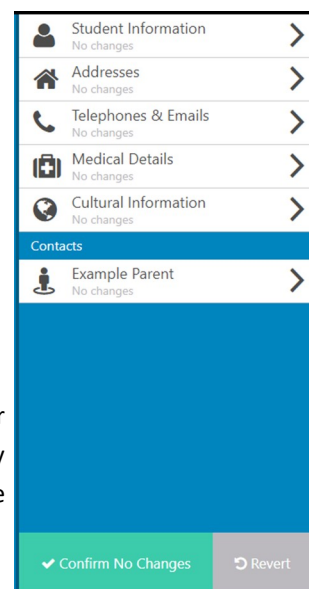 Student Information
No changes
Addresses
No changes
Telephones & Emails
No changes
Medical Details
No changes
Cultural Information
No changes
Contacts
Example Parent
No changes
Confirm No Changes
Revert